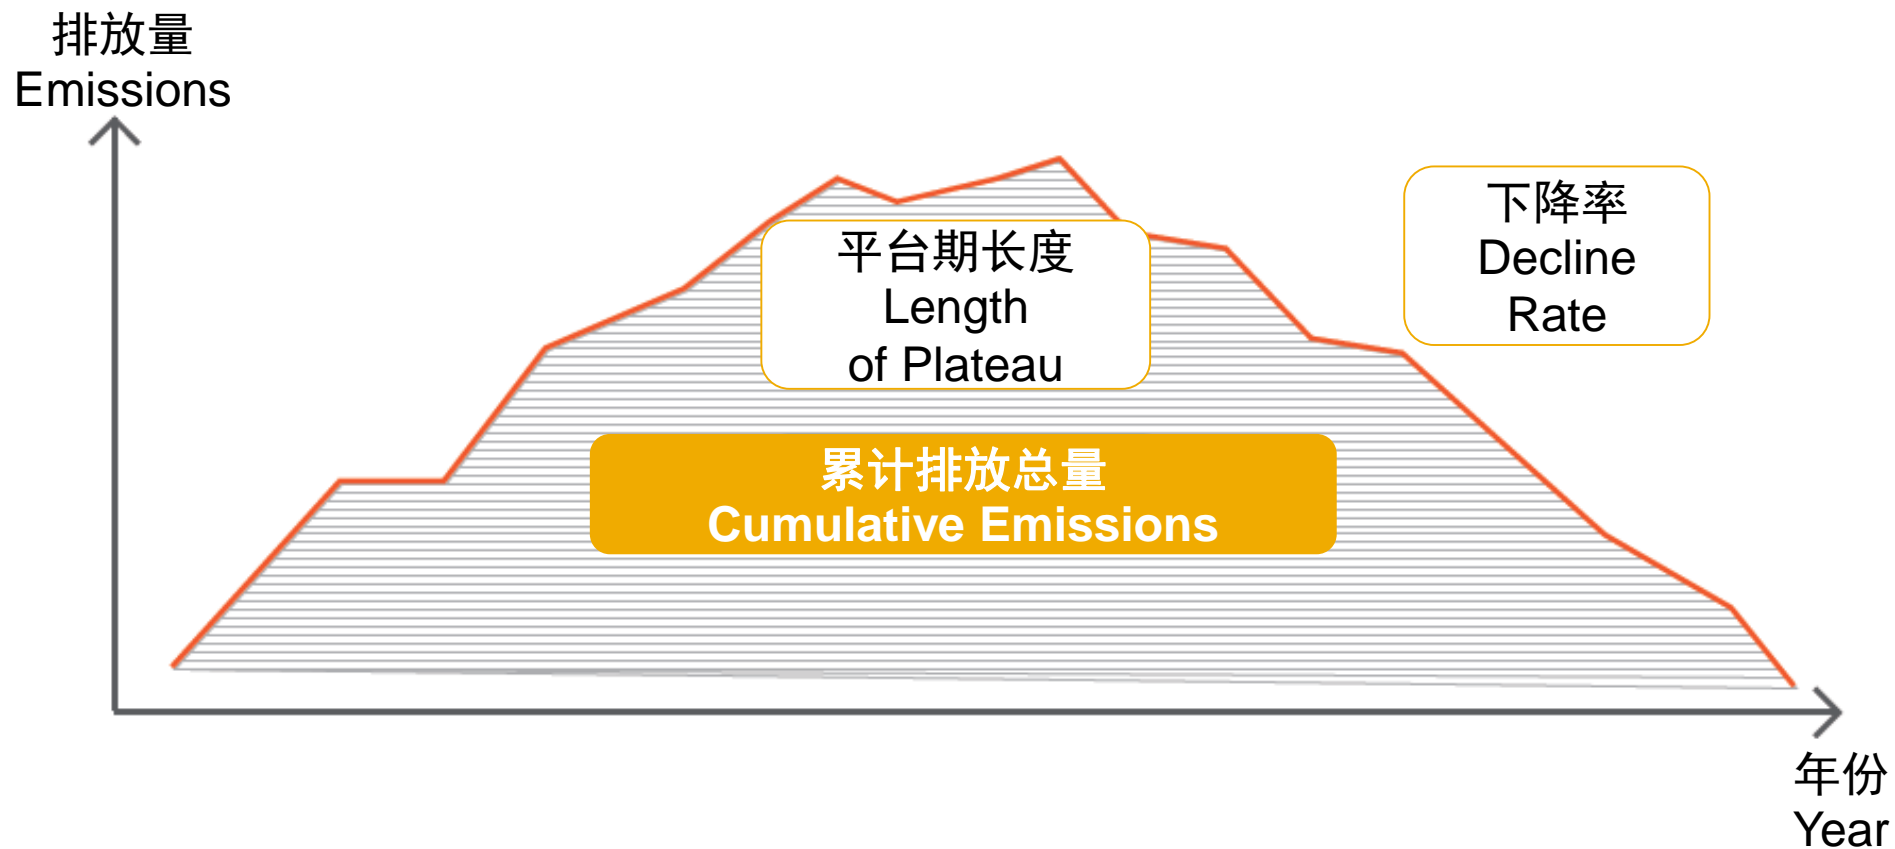 排放量
Emissions
平台期长度
Length
of Plateau
下降率
Decline
Rate
累计排放总量
Cumulative Emissions
年份
Year